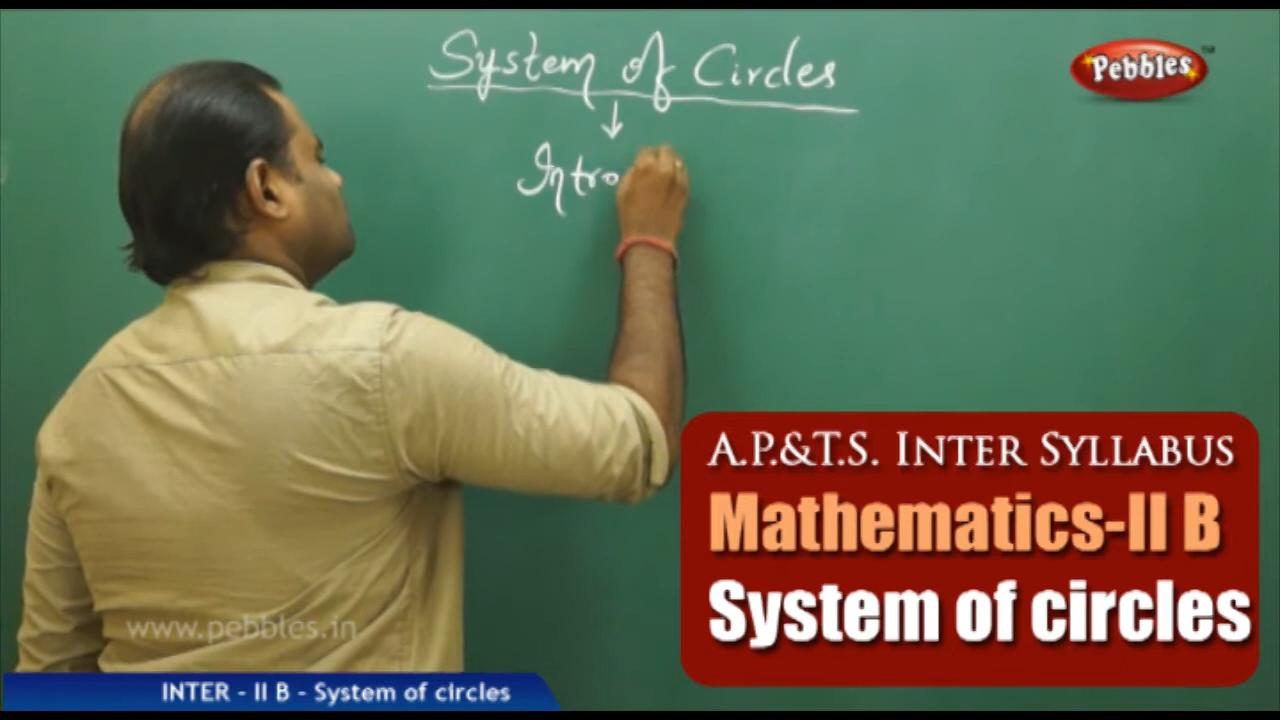 System of Circles
Pebbles™
Intro
A.P.&T.S. INTER SYLLABUS
Mathematics-II B
System of circles
www.pebbles.in
INTER - II B - System of circles